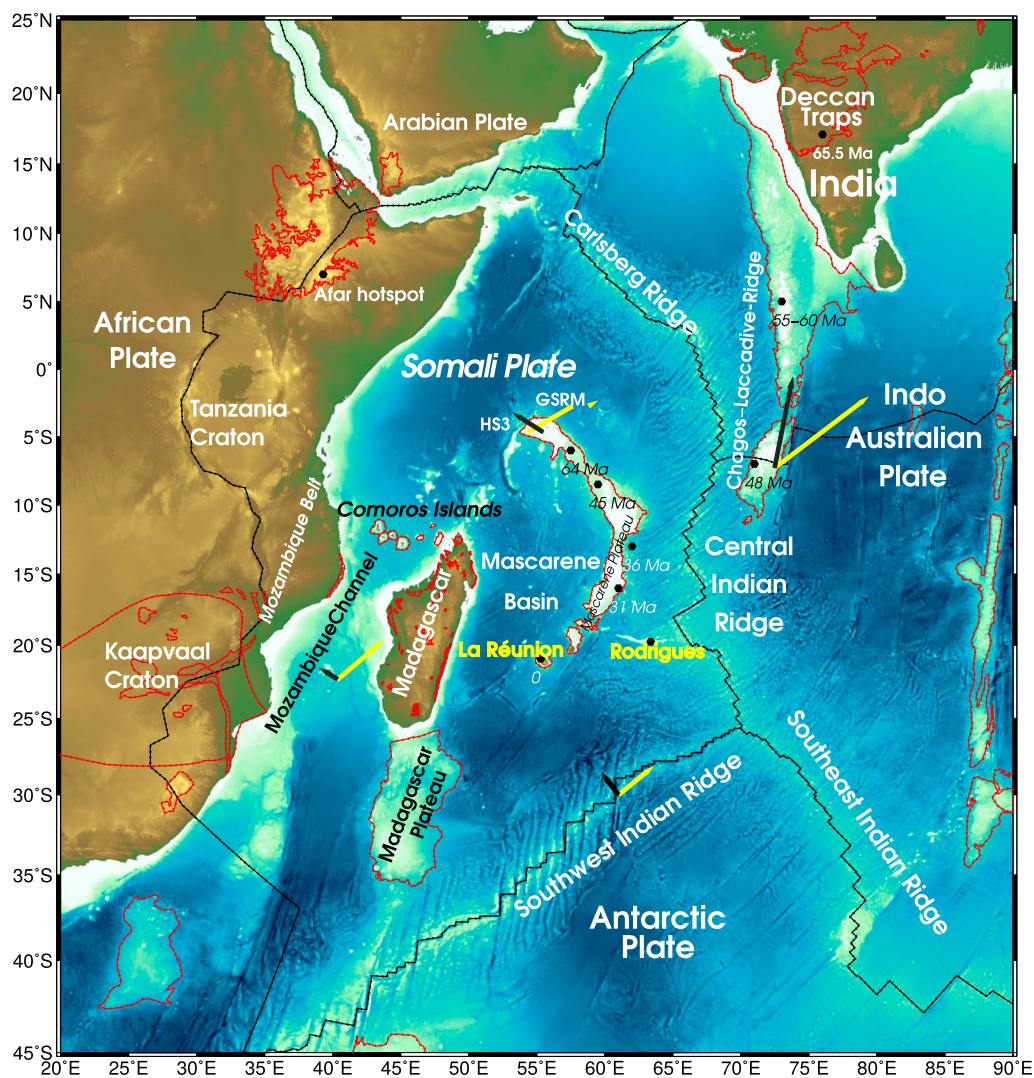 25°N
20°N
15°N
10°N
5°N
0°
5°S
10°S
15°S
20°S
25°S
30°S
35°S
40°S
45°S
20°E
25°E
30°E
35°E
40°E
45°E
50°E
55°E
60°E
65°E
70°E
75°E
80°E
85°E
90°E
Arabian Plate
Deccan
Traps
65.5 Ma
India
Carlsberg Ridge
Afar hotspot
Chagos-Laccadive-Ridge
55-60 Ma
African
Plate
Somali Plate
Tanzania
Craton
GSRM
HS3
Indo
Australian
Plate
64 Ma
45 Ma
48 Ma
Mozambique Belt
Comoros Islands
Mascarene
Basin
Mascarene Plateau
36 Ma
31 Ma
Central
Indian
Ridge
MozambiqueChannel
Madagascar
Kaapvaal
Craton
La Réunion
0
Rodrigues
Madagascar
Plateau
Southwest Indian Ridge
Southeast Indian Ridge
Antarctic
Plate